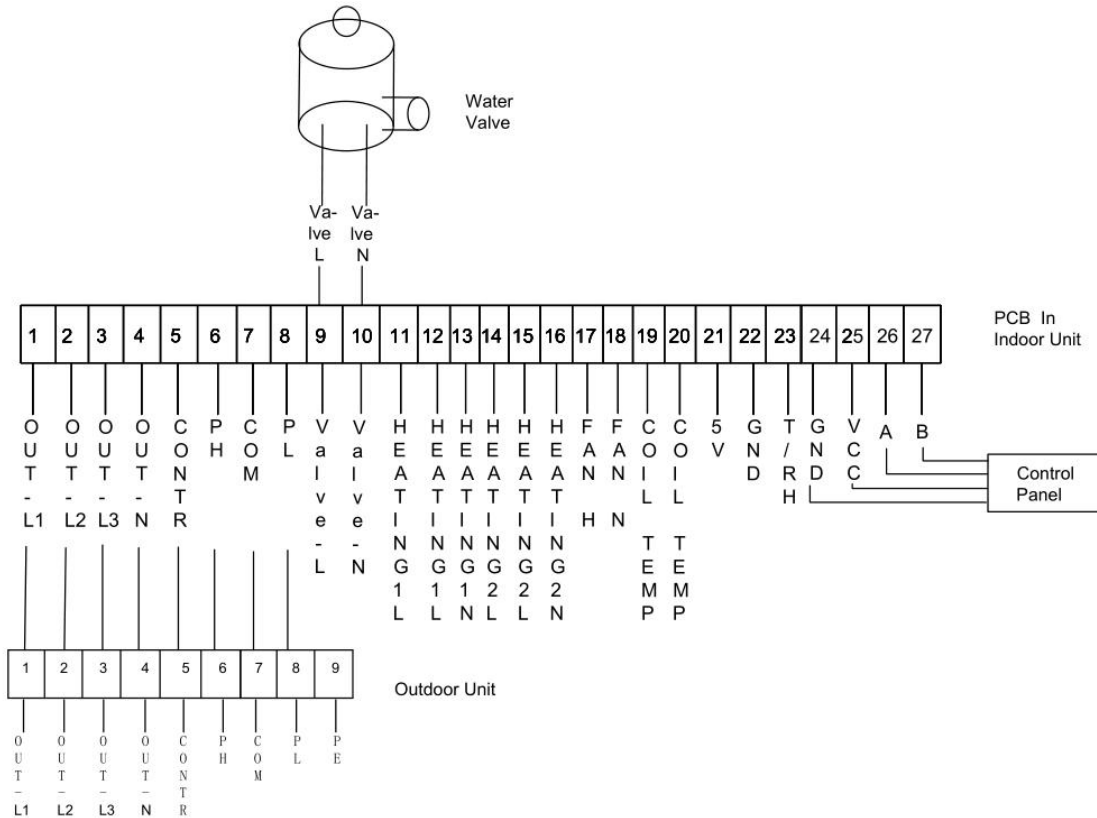 Water
Valve
Va-
lve
L
Va-
lve
N
1 2 3 4 5 6 7 8 9 10 11 12 13 14 15 16 17 18 19 20 21 22 23 24 25 26 27
PCB In
Indoor Unit
OUT-L1
OUT-L2
OUT-L3
OUT-N
CONTR
PH
COM
PL
Valve-L
Valve-N
HEATING1L
HEATING1L
HEATING1N
HEATING2L
HEATING2L
HEATING2N
FAN H
FAN N
COIL TEMP
COIL TEMP
5V
GND
T/RH
GND
VCC
A
B
Control
Panel
1 2 3 4 5 6 7 8 9
Outdoor Unit
OUT-L1
OUT-L2
OUT-L3
OUT-N
CONTR
PH
COM
PL
PE